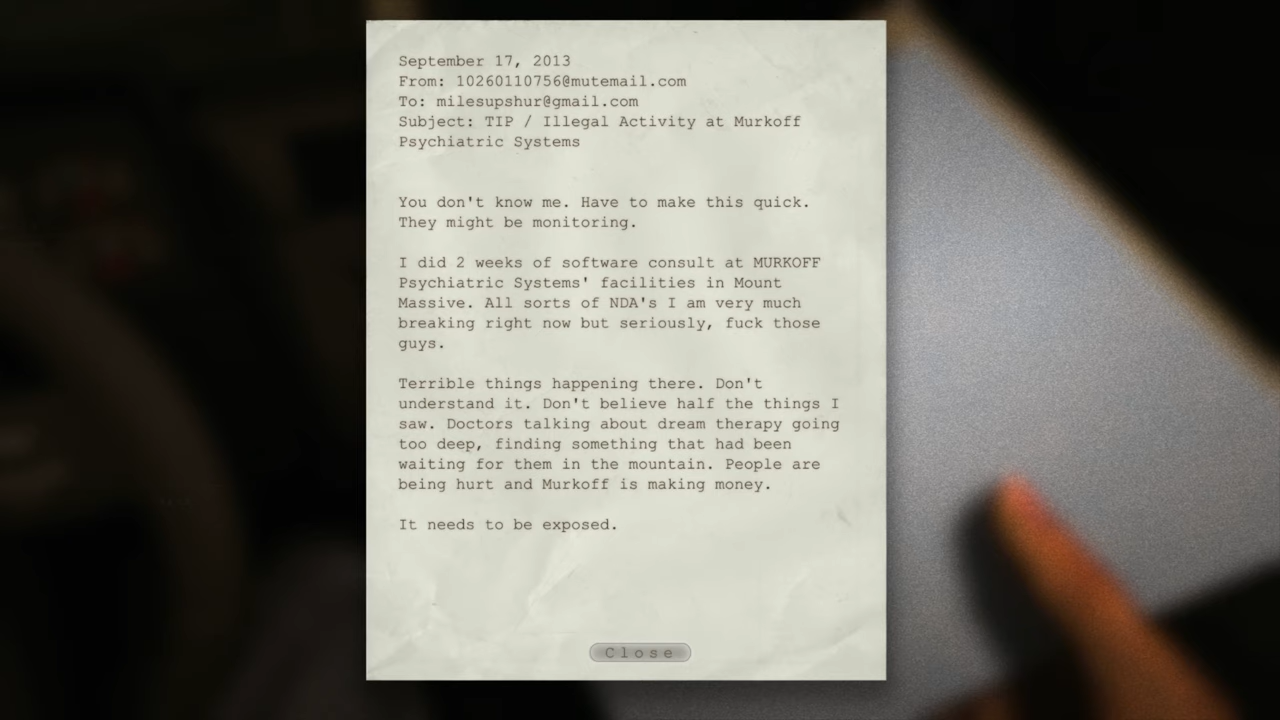 September 17, 2013
From: 10260110756@mutemail.com
To: milesupshur@gmail.com
Subject: TIP / Illegal Activity at Murkoff
Psychiatric Systems
You don't know me. Have to make this quick.
They might be monitoring.
I did 2 weeks of software consult at MURKOFF
Psychiatric Systems' facilities in Mount
Massive. All sorts of NDA's I am very much
breaking right now but seriously, fuck those
guys.
Terrible things happening there. Don't
understand it. Don't believe half the things I
saw. Doctors talking about dream therapy going
too deep, finding something that had been
waiting for them in the mountain. People are
being hurt and Murkoff is making money.
It needs to be exposed.
Close